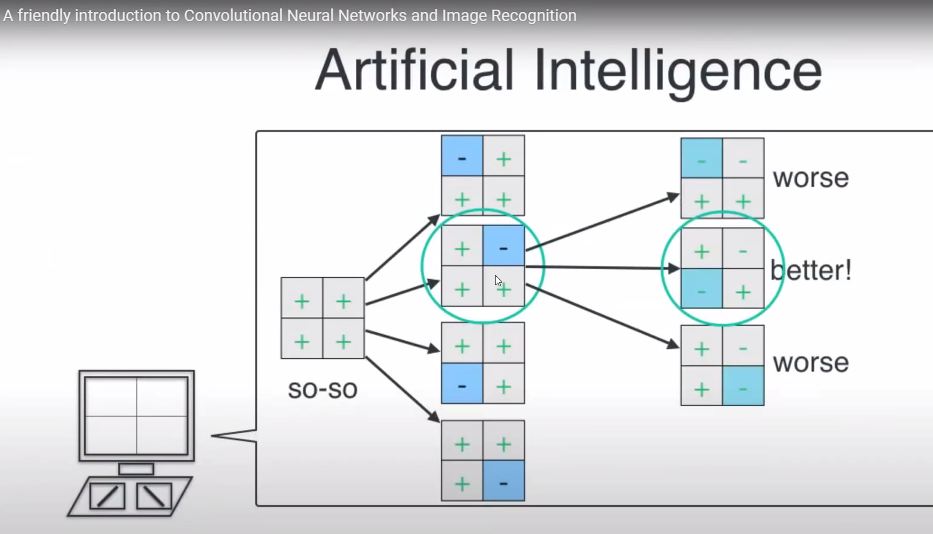 A friendly introduction to Convolutional Neural Networks and Image Recognition
Artificial Intelligence
- +
+ +
+ -
+ +
+ +
+ +
so-so
+ +
- +
+ +
+ -
- -
+ +
worse
+ -
- +
better!
+ -
+ -
worse